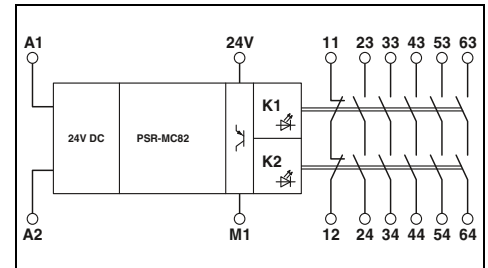 A1 24V 11 23 33 43 53 63
K1
24V DC PSR-MC82
K2
A2 M1 12 24 34 44 54 64